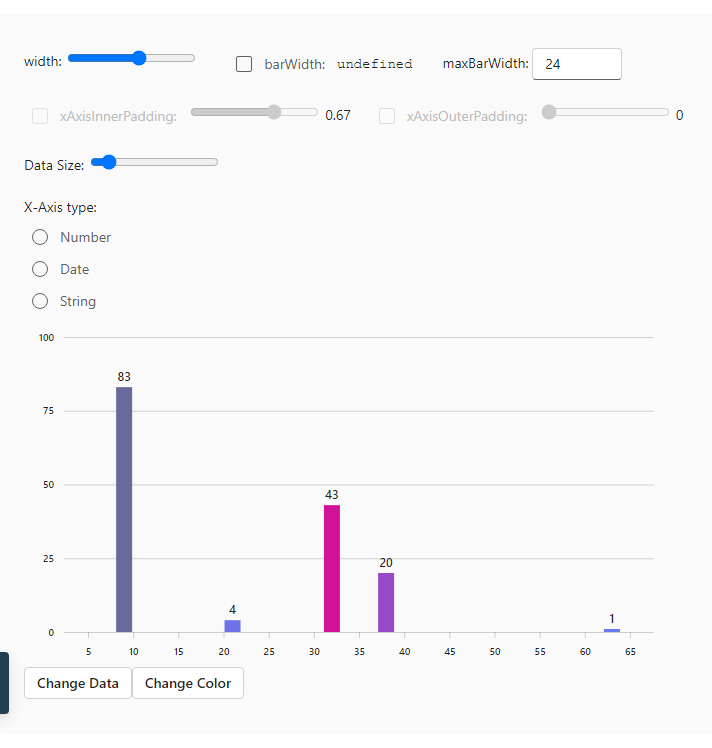 width: barWidth: undefined maxBarWidth: 24
xAxisInnerPadding: 0.67 xAxisOuterPadding: 0
Data Size:
X-Axis type:
Number
Date
String
100
83
75
50
43
25
20
4
1
0
5 10 15 20 25 30 35 40 45 50 55 60 65
Change Data Change Color